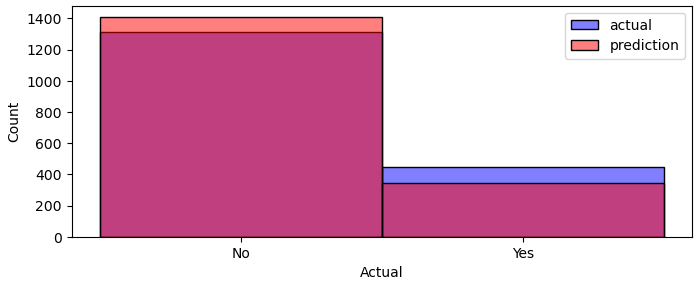 1400
1200
1000
800
600
400
200
0
Count
actual
prediction
No
Yes
Actual